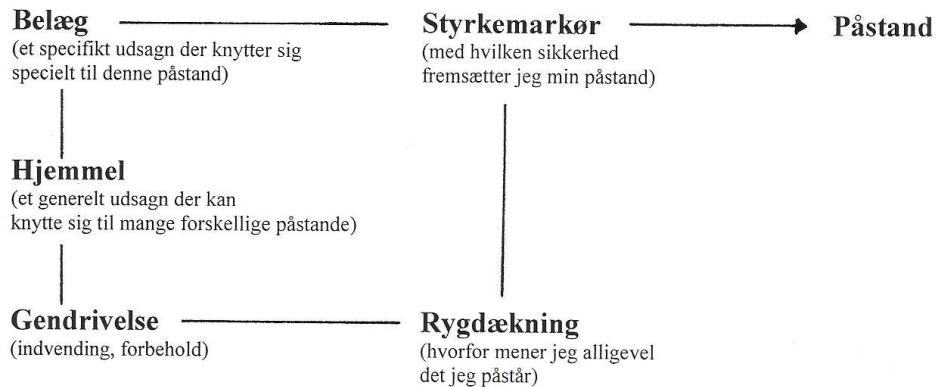 Belæg
(et specifikt udsagn der knytter sig
specielt til denne påstand)
Styrkemarkør
(med hvilken sikkerhed
fremsætter jeg min påstand)
Påstand
Hjemmel
(et generelt udsagn der kan
knytte sig til mange forskellige påstande)
Gendrivelse
(indvending, forbehold)
Rygdækning
(hvorfor mener jeg alligevel
det jeg påstår)